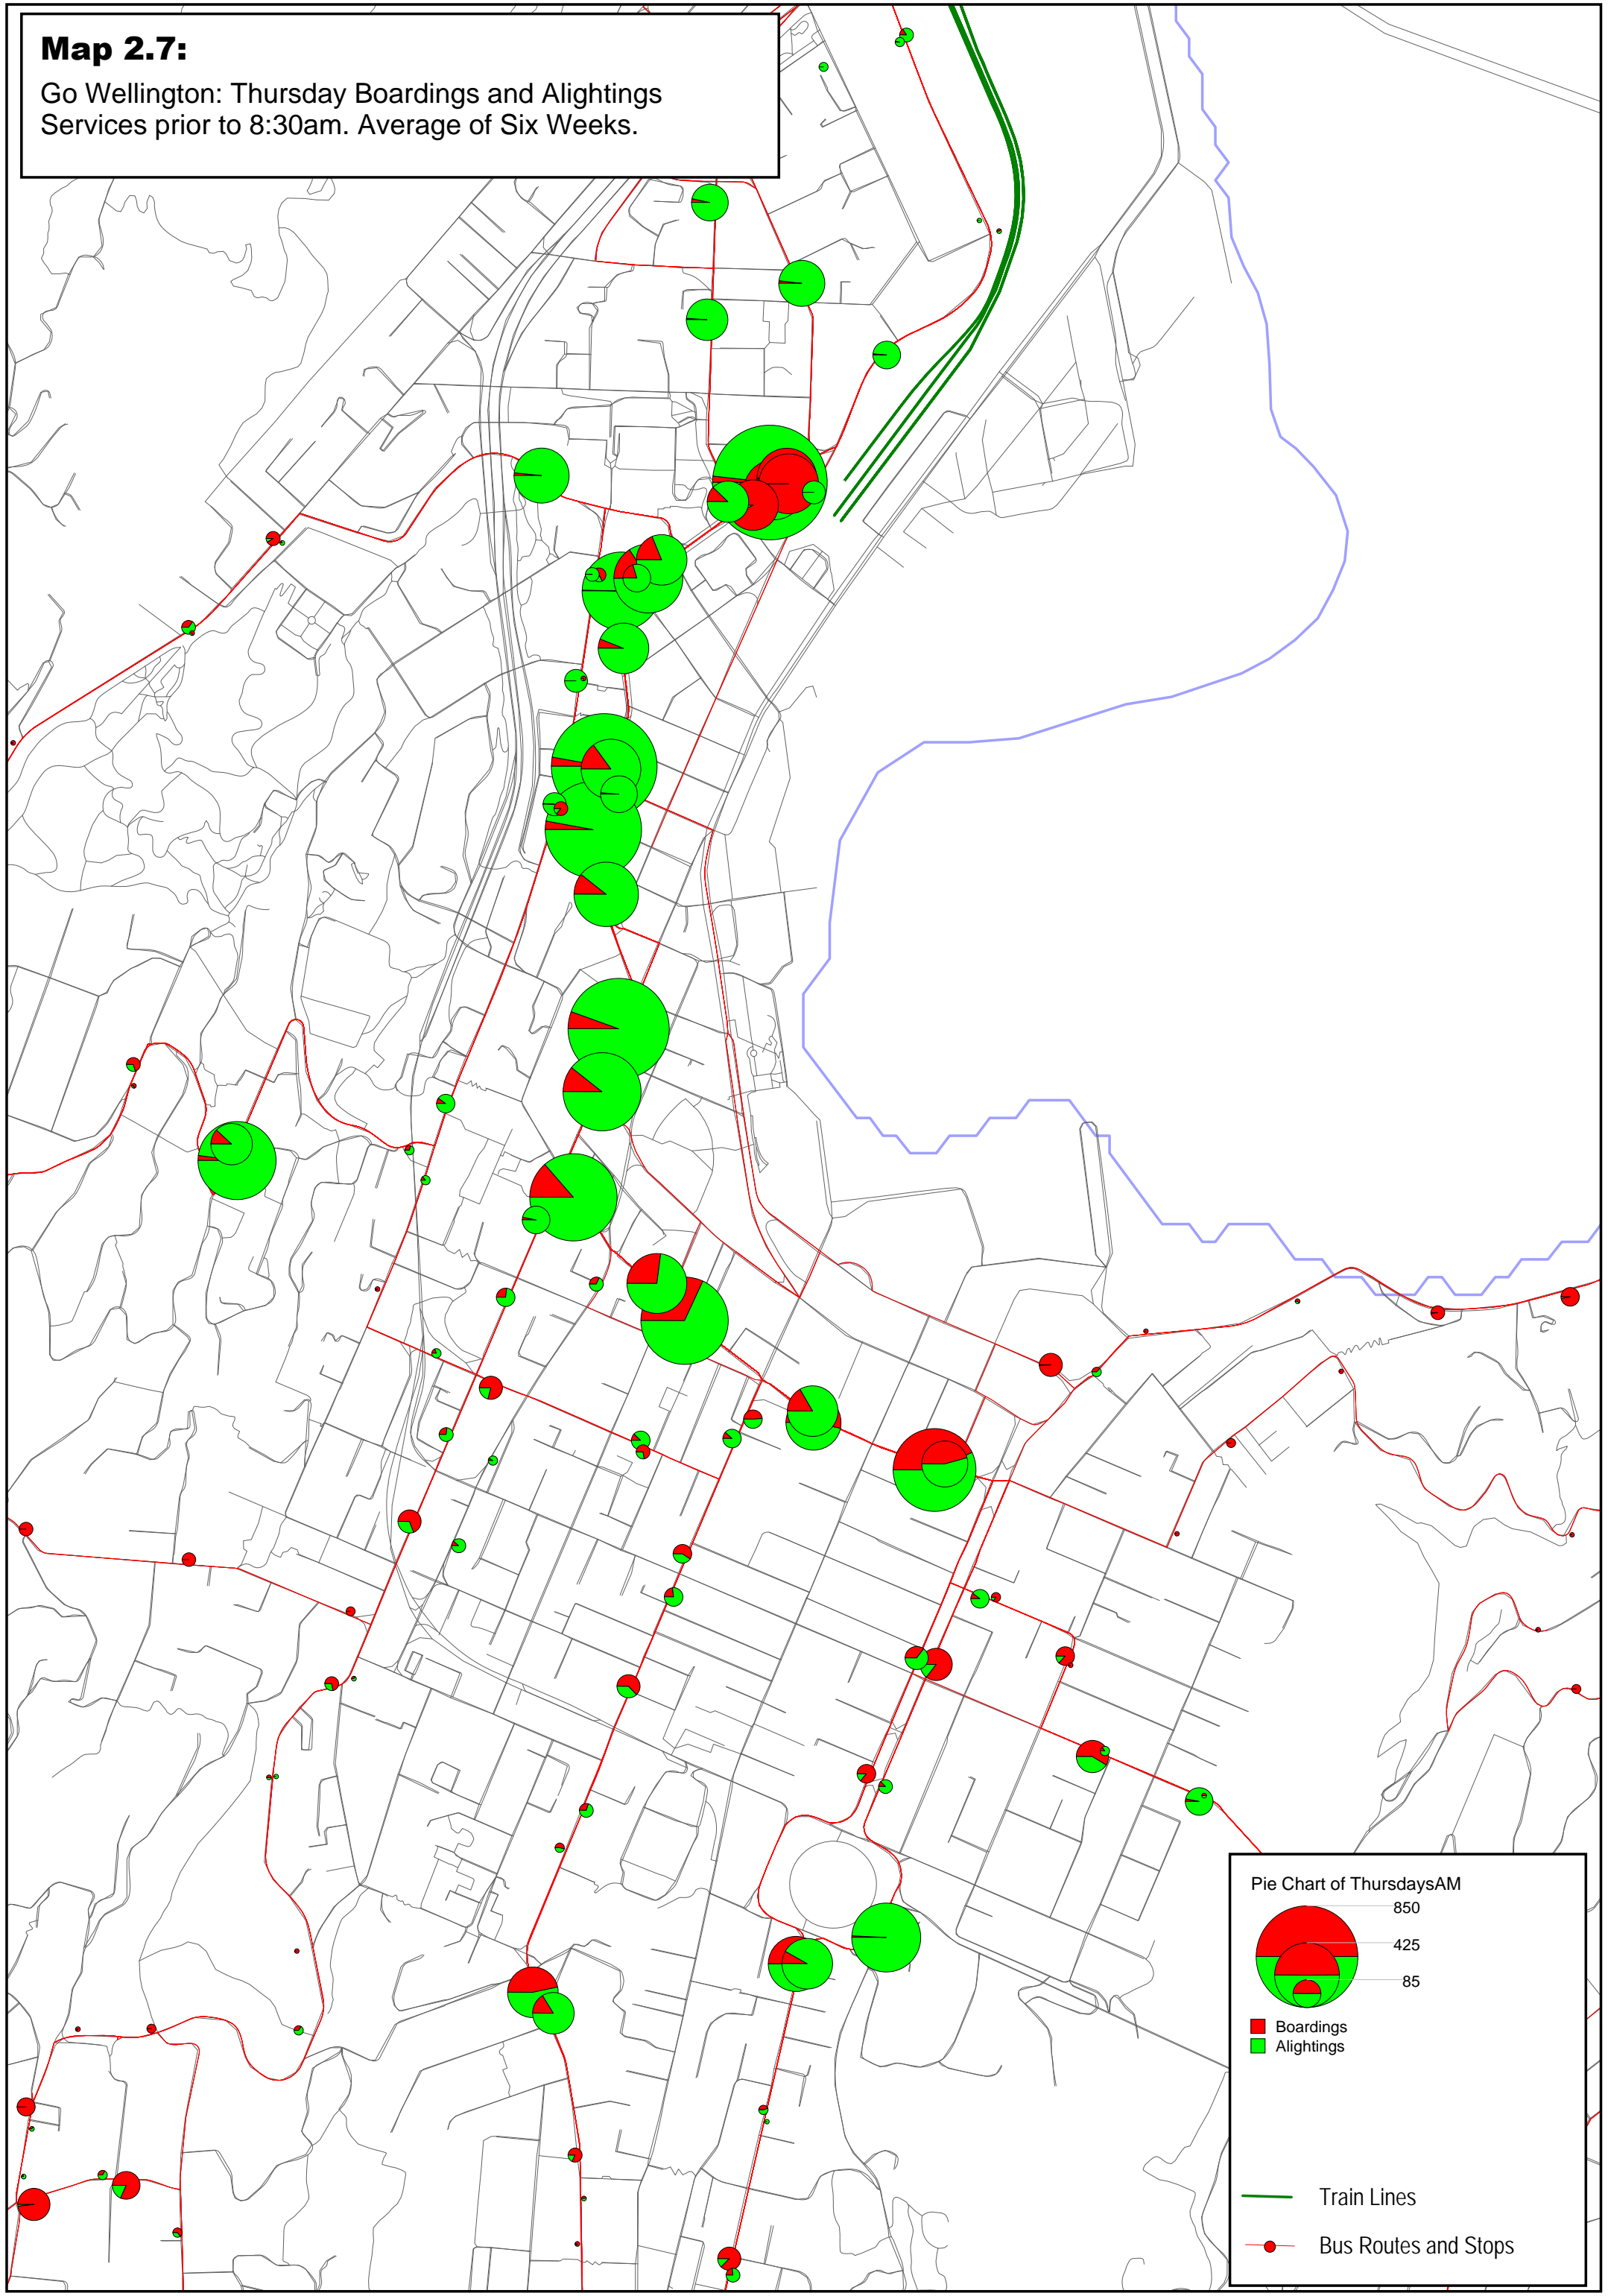 Map 2.7:
Go Wellington: Thursday Boardings and Alightings
Services prior to 8:30am. Average of Six Weeks.
Pie Chart of ThursdaysAM
850
425
85
Boardings
Alightings
Train Lines
Bus Routes and Stops